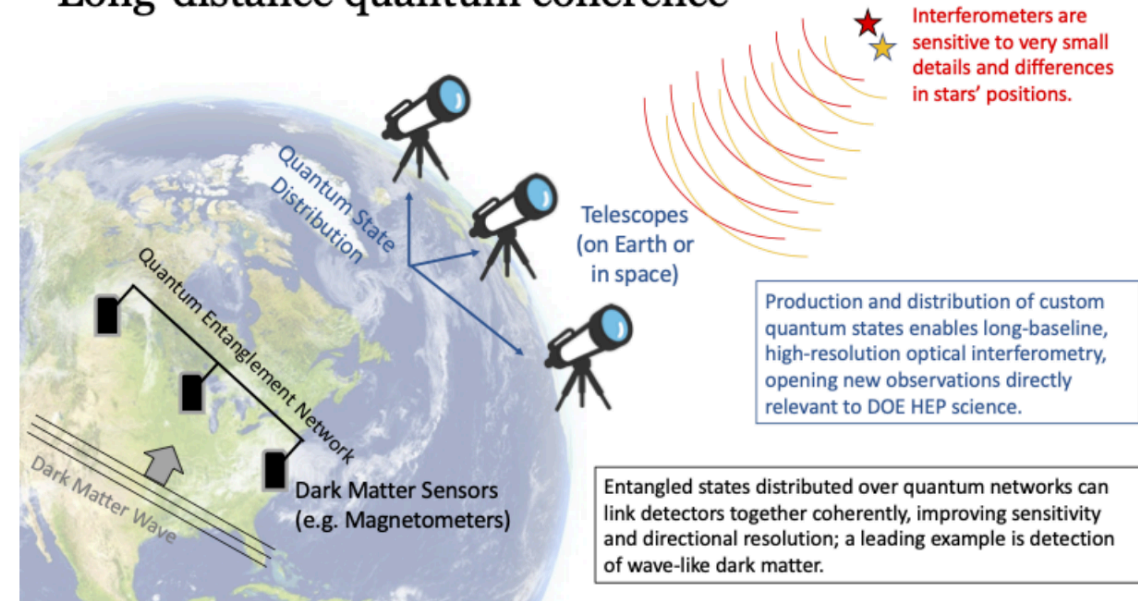 Long-distance quantum coherence
Interferometers are
sensitive to very small
details and differences
in stars' positions.
Quantum State
Distribution
Telescopes
(on Earth or
in space)
Quantum Entanglement Network
Production and distribution of custom
quantum states enables long-baseline,
high-resolution optical interferometry,
opening new observations directly
relevant to DOE HEP science.
Dark Matter Wave
Dark Matter Sensors
(e.g. Magnetometers)
Entangled states distributed over quantum networks can
link detectors together coherently, improving sensitivity
and directional resolution; a leading example is detection
of wave-like dark matter.